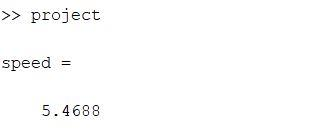 >> project
speed =
5.4688